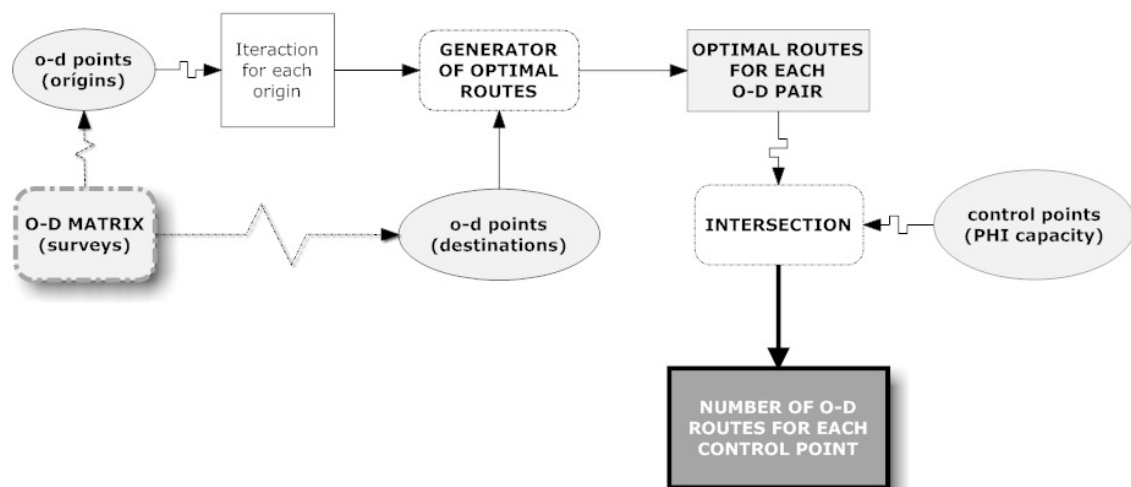 o-d points
(orígins)
Iteraction
for each
origin
GENERATOR
OF OPTIMAL
ROUTES
OPTIMAL ROUTES
FOR EACH
O-D PAIR
O-D MATRIX
(surveys)
o-d points
(destinations)
INTERSECTION
control points
(PHI capacity)
NUMBER OF O-D
ROUTES FOR EACH
CONTROL POINT